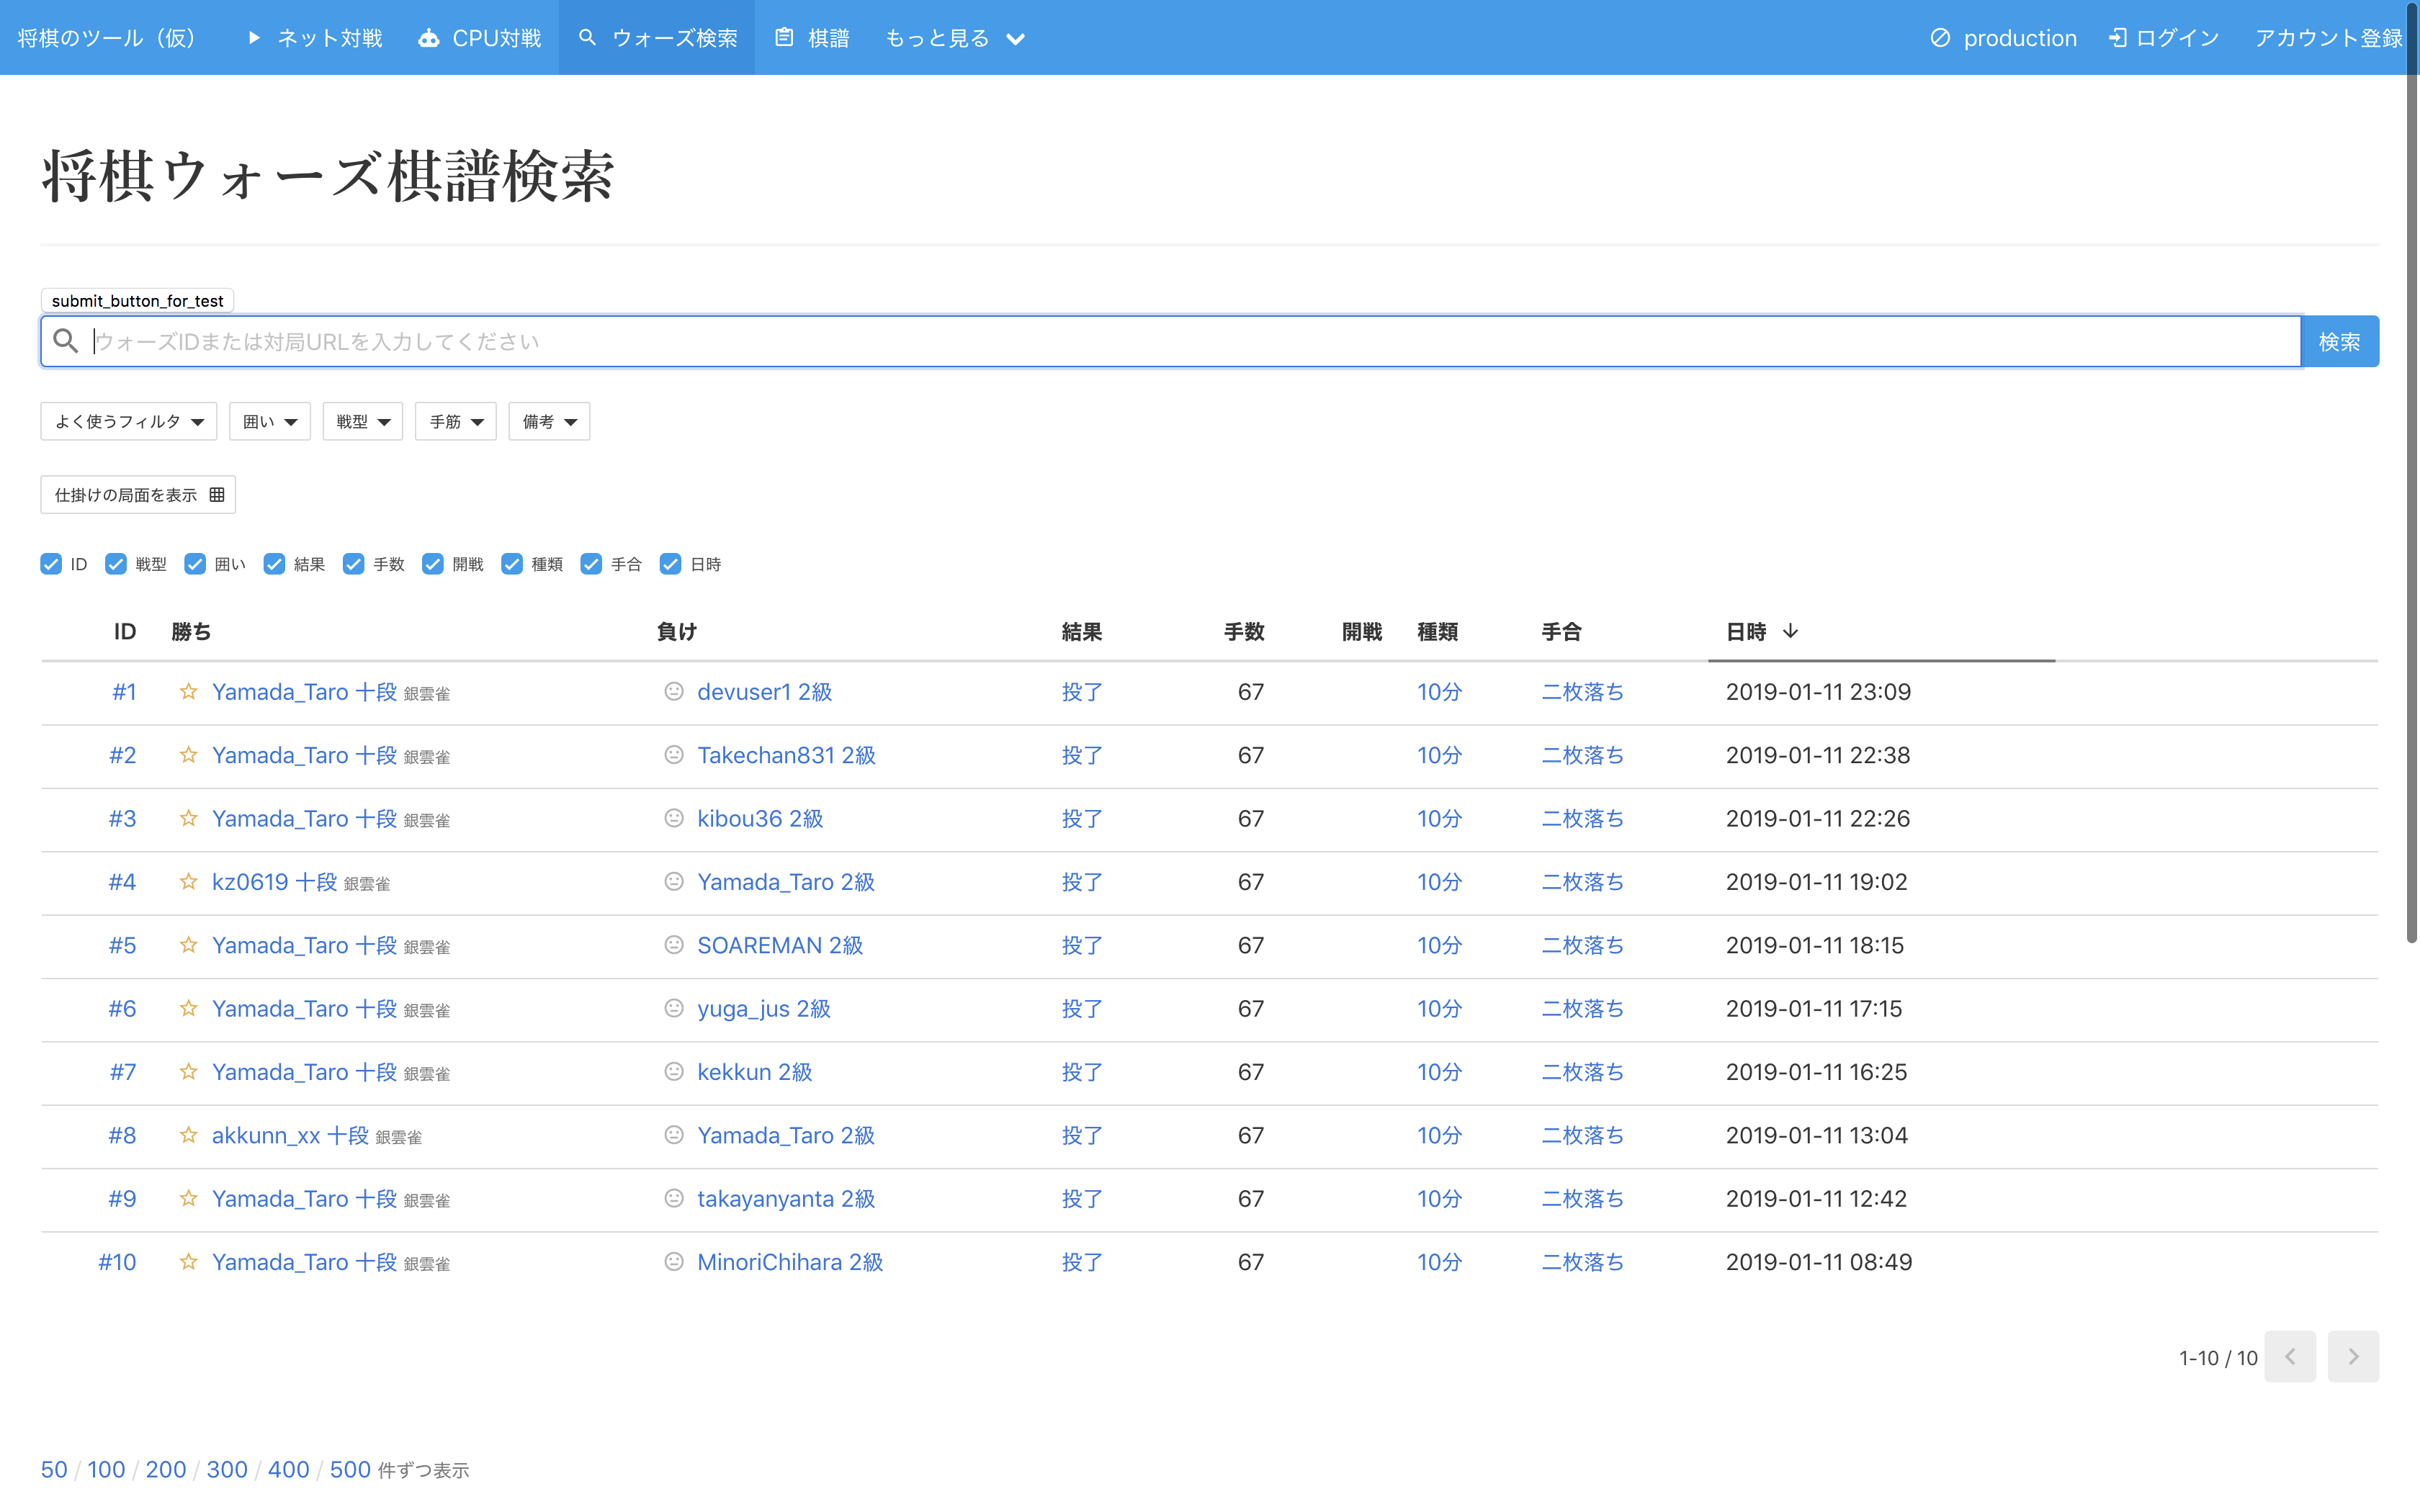 将棋のツール（仮） ネット対戦 CPU対戦 ウォーズ検索 棋譜 もっと見る production ログイン アカウント登録
将棋ウォーズ棋譜検索
submit_button_for_test
ウォーズIDまたは対局URLを入力してください 検索
よく使うフィルタ 囲い 戦型 手筋 備考
仕掛けの局面を表示
ID 戦型 囲い 結果 手数 開戦 種類 手合 日時
ID 勝ち 負け 結果 手数 開戦 種類 手合 日時
#1 Yamada_Taro 十段 銀雲雀 devuser1 2級 投了 67 10分 二枚落ち 2019-01-11 23:09
#2 Yamada_Taro 十段 銀雲雀 Takechan831 2級 投了 67 10分 二枚落ち 2019-01-11 22:38
#3 Yamada_Taro 十段 銀雲雀 kibou36 2級 投了 67 10分 二枚落ち 2019-01-11 22:26
#4 kz0619 十段 銀雲雀 Yamada_Taro 2級 投了 67 10分 二枚落ち 2019-01-11 19:02
#5 Yamada_Taro 十段 銀雲雀 SOAREMAN 2級 投了 67 10分 二枚落ち 2019-01-11 18:15
#6 Yamada_Taro 十段 銀雲雀 yuga_jus 2級 投了 67 10分 二枚落ち 2019-01-11 17:15
#7 Yamada_Taro 十段 銀雲雀 kekkun 2級 投了 67 10分 二枚落ち 2019-01-11 16:25
#8 akkunn_xx 十段 銀雲雀 Yamada_Taro 2級 投了 67 10分 二枚落ち 2019-01-11 13:04
#9 Yamada_Taro 十段 銀雲雀 takayanyanta 2級 投了 67 10分 二枚落ち 2019-01-11 12:42
#10 Yamada_Taro 十段 銀雲雀 MinoriChihara 2級 投了 67 10分 二枚落ち 2019-01-11 08:49
1-10 / 10
50 / 100 / 200 / 300 / 400 / 500 件ずつ表示